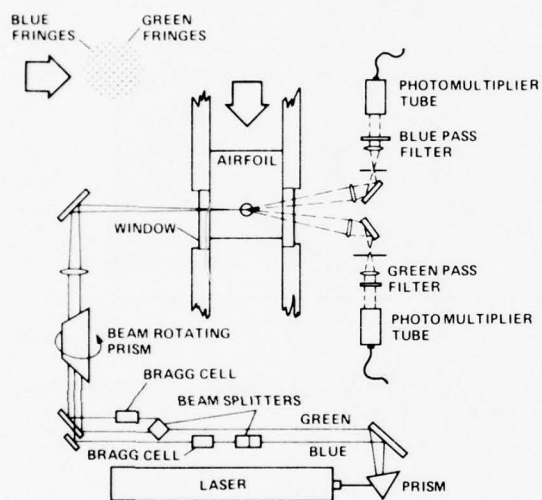 BLUE
FRINGES
GREEN
FRINGES
PHOTOMULTIPLIER
TUBE
BLUE PASS
FILTER
AIRFOIL
WINDOW
GREEN PASS
FILTER
PHOTOMULTIPLIER
TUBE
BEAM ROTATING
PRISM
BRAGG CELL
BEAM SPLITTERS
GREEN
BLUE
BRAGG CELL
LASER
PRISM